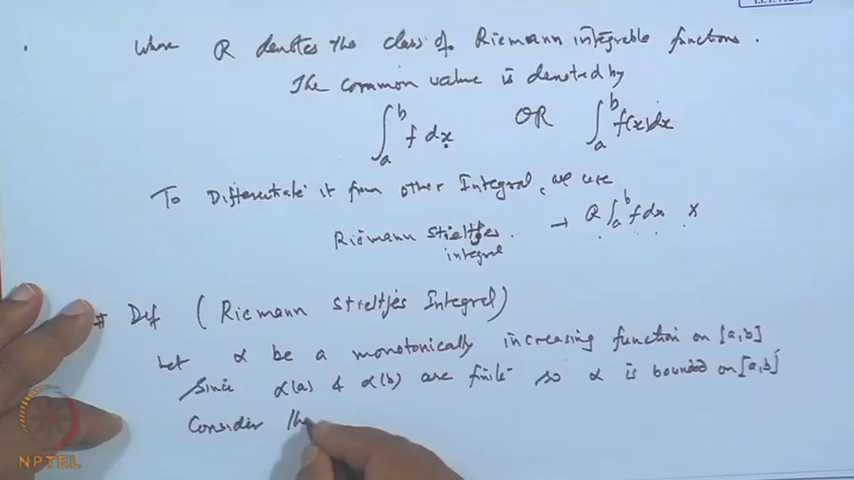 Where R denotes the class of Riemann integrable functions.
The common value is denoted by
∫_a^b f dx OR ∫_a^b f(x)dx
To Differentiate it from other Integral, we use
Riemann Stieltjes → R ∫_a^b f dx X
integral
# Def (Riemann Stieltjes Integral)
Let α be a monotonically increasing function on [a,b]
Since α(a) & α(b) are finite so α is bounded on [a,b]
Consider the
NPTEL